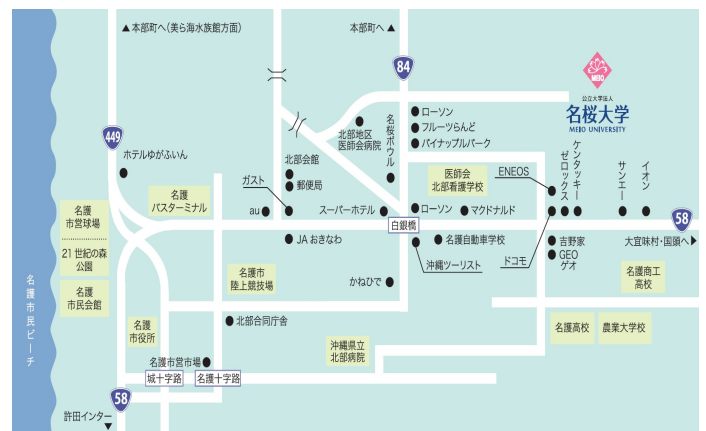 ▲本部町へ(美ら海水族館方面)
本部町へ▲
84
MEIO
公立大学法人
名桜大学
MEIO UNIVERSITY
449
ホテルゆがふいん
北部地区
医師会病院
名桜ボウル
ローソン
フルーツらんど
パイナップルパーク
北部会館
郵便局
ガスト
医師会
北部看護学校
ENEOS
ゼロックス
ケンタッキー
サンエー
イオン
名護
バスターミナル
au
スーパーホテル
ローソン
マクドナルド
58
名護
市営球場
21世紀の森
公園
名護
市民会館
白銀橋
JAおきなわ
名護自動車学校
沖縄ツーリスト
ドコモ
吉野家
GEO
ゲオ
大宜味村・国頭へ▶
名護市
陸上競技場
かねひで
名護商工
高校
名護市民ビーチ
名護
市役所
北部合同庁舎
沖縄県立
北部病院
名護高校
農業大学校
名護市営市場
城十字路
名護十字路
58
許田インター
▼